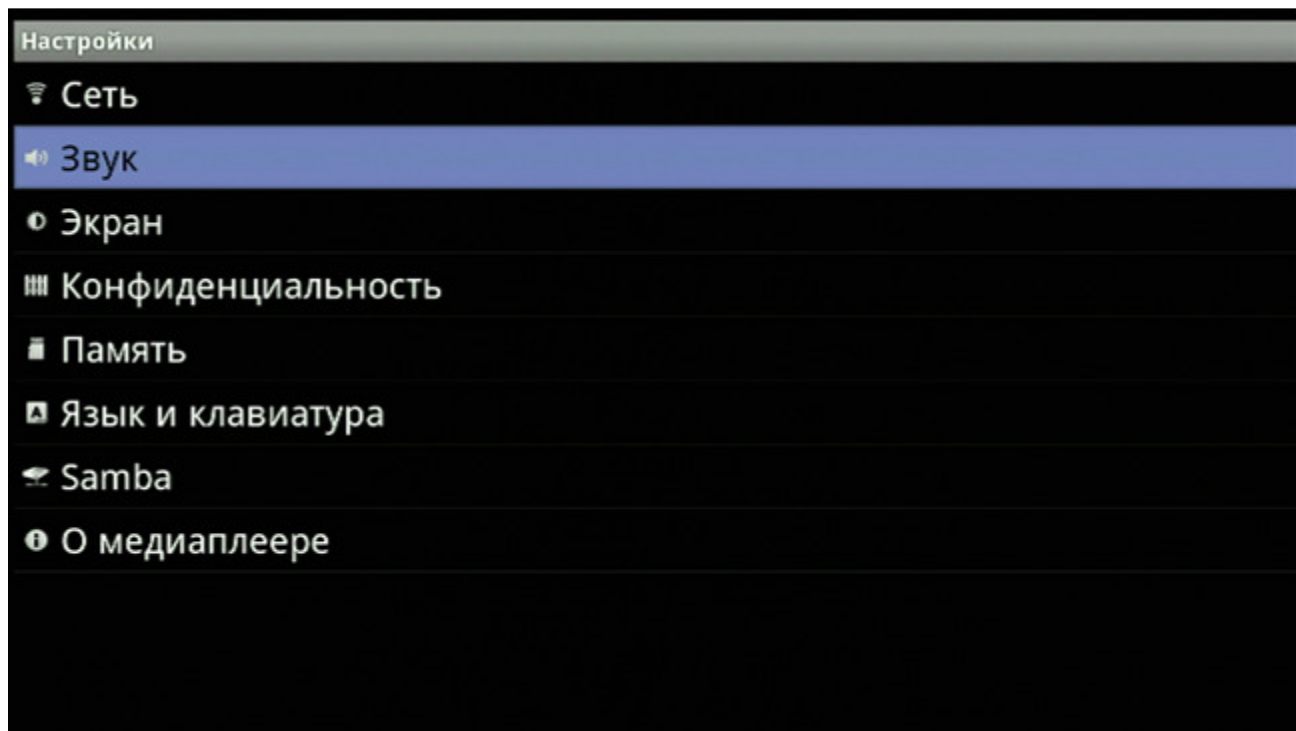 Настройки
Сеть
Звук
Экран
Конфиденциальность
Память
Язык и клавиатура
Samba
О медиаплеере